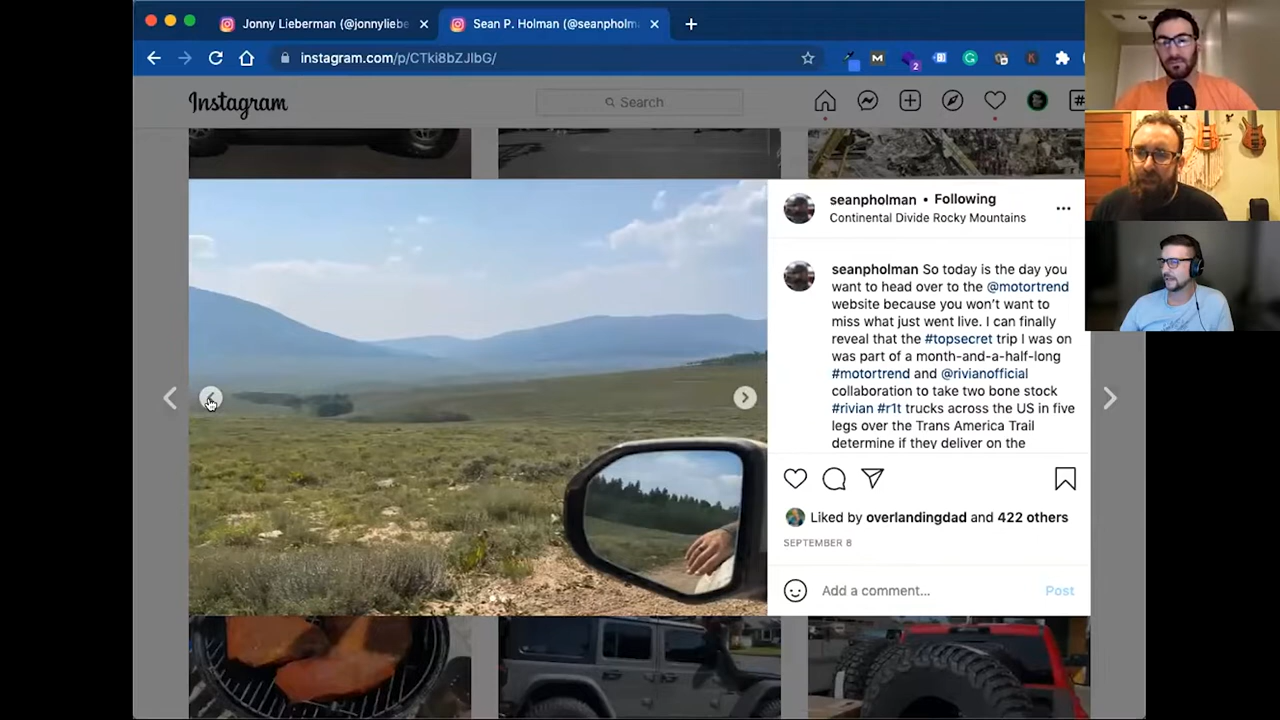 Jonny Lieberman (@jonnyliebe
Sean P. Holman (@seanpholm
instagram.com/p/CTki8bZJlbG/
M
2
G
K
Instagram
Search
#
seanpholman • Following
Continental Divide Rocky Mountains
seanpholman So today is the day you
want to head over to the @motortrend
website because you won't want to
miss what just went live. I can finally
reveal that the #topsecret trip I was on
was part of a month-and-a-half-long
#motortrend and @rivianofficial
collaboration to take two bone stock
#rivian #r1t trucks across the US in five
legs over the Trans America Trail
determine if they deliver on the
Liked by overlandingdad and 422 others
SEPTEMBER 8
Add a comment...
Post